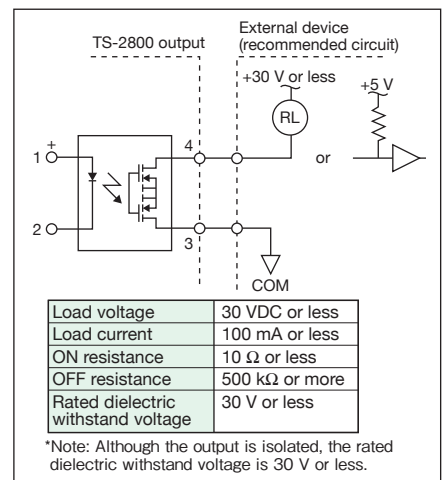 TS-2800 output
External device
(recommended circuit)
+30 V or less
+5 V
RL
or
+
1
4
2
3
COM
Load voltage 30 VDC or less
Load current 100 mA or less
ON resistance 10 Ω or less
OFF resistance 500 kΩ or more
Rated dielectric withstand voltage 30 V or less
*Note: Although the output is isolated, the rated
dielectric withstand voltage is 30 V or less.